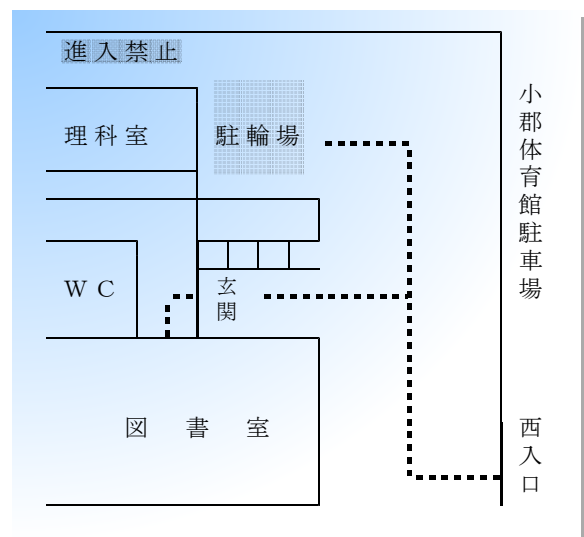 進入禁止
理科室
駐輪場
小郡体育館駐車場
WC
玄関
図書室
西入口